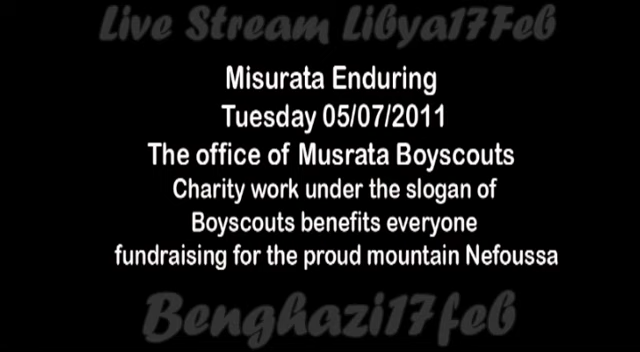 Live Stream Libya17Feb
Misurata Enduring
Tuesday 05/07/2011
The office of Musrata Boyscouts
Charity work under the slogan of
Boyscouts benefits everyone
fundraising for the proud mountain Nefoussa
Benghazi17feb